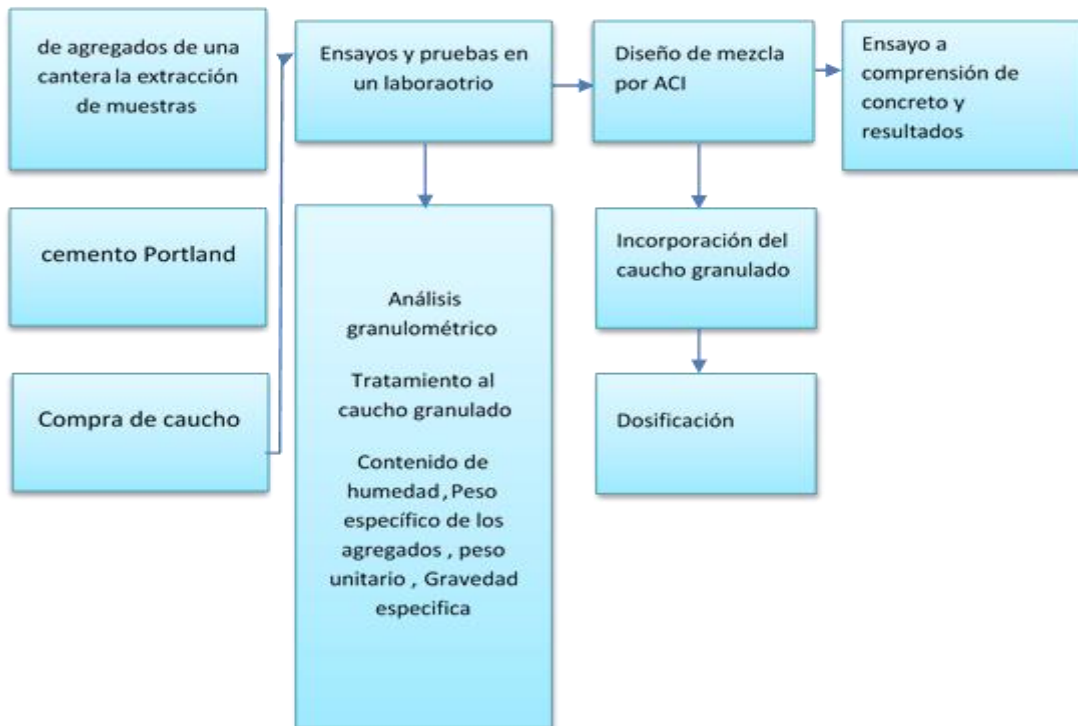 de agregados de una
cantera la extracción
de muestras
cemento Portland
Compra de caucho
Ensayos y pruebas en
un laboraotrio
Análisis
granulométrico
Tratamiento al
caucho granulado
Contenido de
humedad , Peso
específico de los
agregados , peso
unitario , Gravedad
especifica
Diseño de mezcla
por ACI
Incorporación del
caucho granulado
Dosificación
Ensayo a
comprensión de
concreto y
resultados